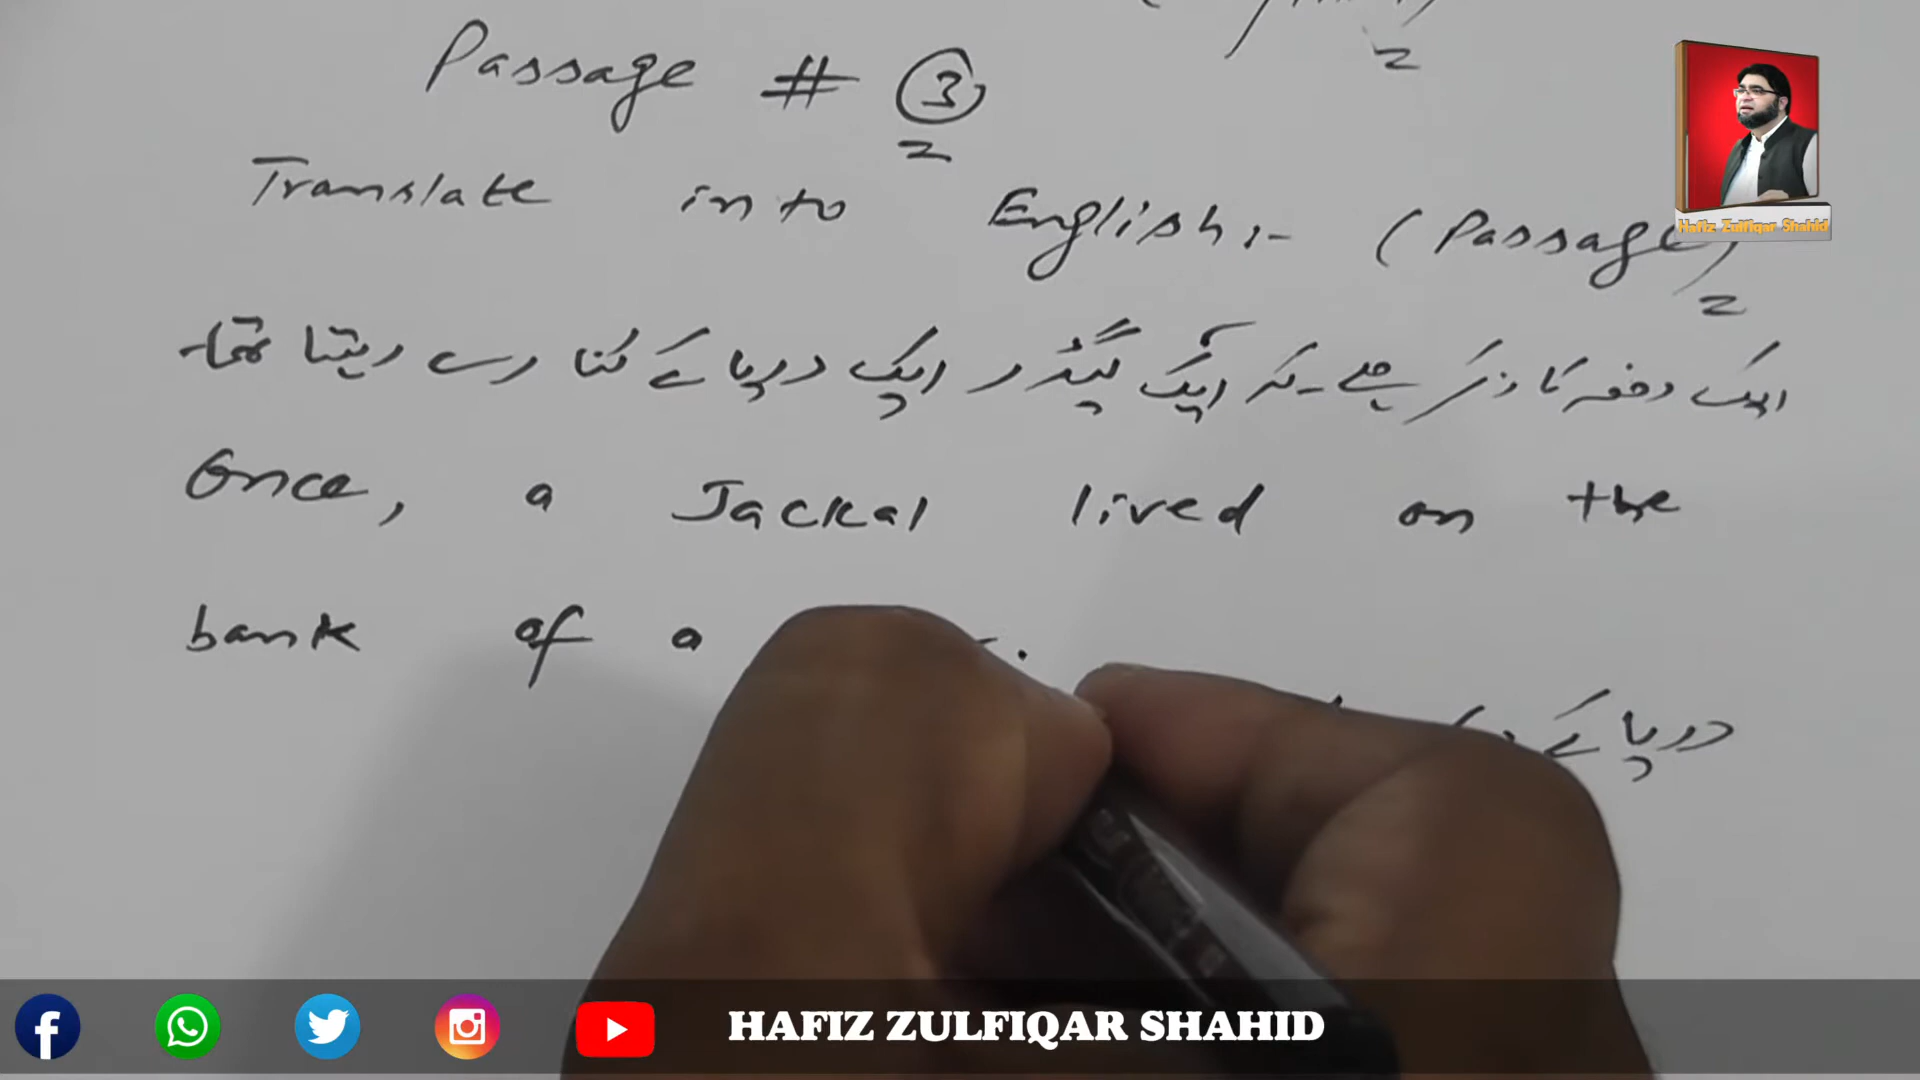 Passage # 3
Translate into English:- (Passage)
Hafiz Zulfiqar Shahid
ایک دفعہ کا ذکر ہے۔ کہ ایک گیدڑ ایک دریا کے کنارے رہتا تھا۔
Once, a Jackal lived on the
bank of a
دریا کے
HAFIZ ZULFIQAR SHAHID